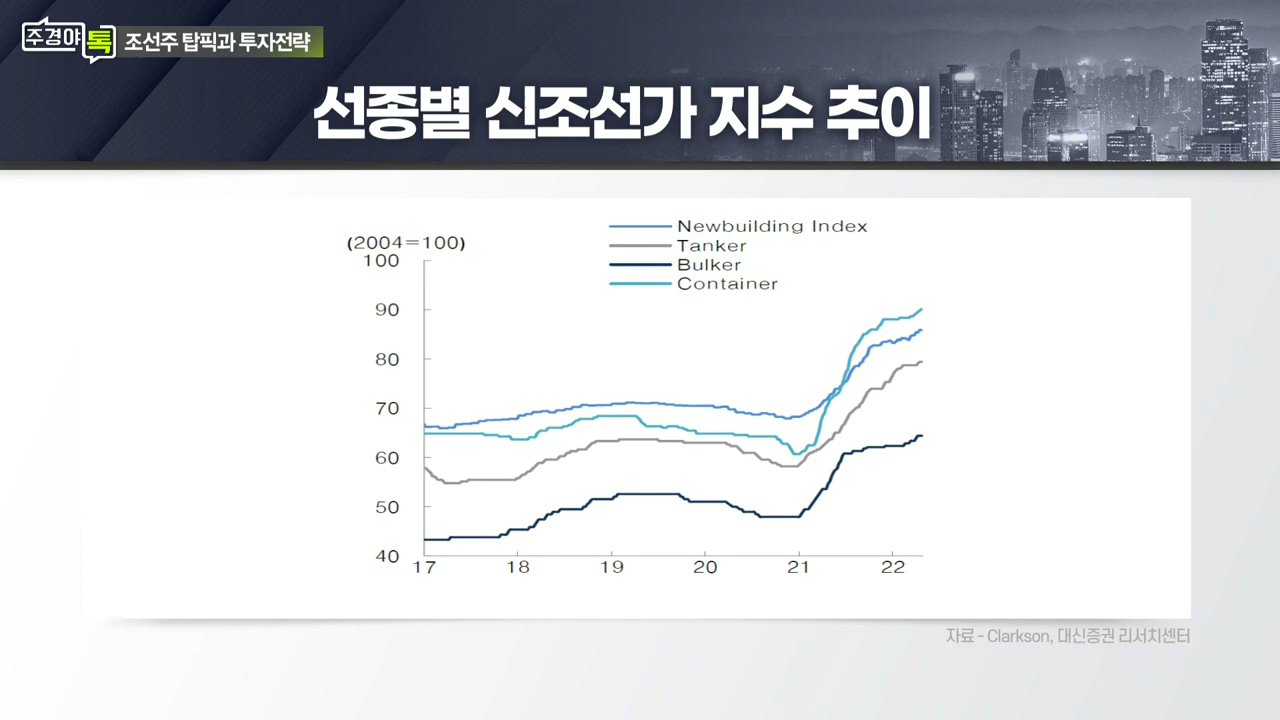 주경야톡 조선주 탑픽과 투자전략
선종별 신조선가 지수 추이
(2004=100)
Newbuilding Index
Tanker
Bulker
Container
100
90
80
70
60
50
40
17 18 19 20 21 22
자료 - Clarkson, 대신증권 리서치센터